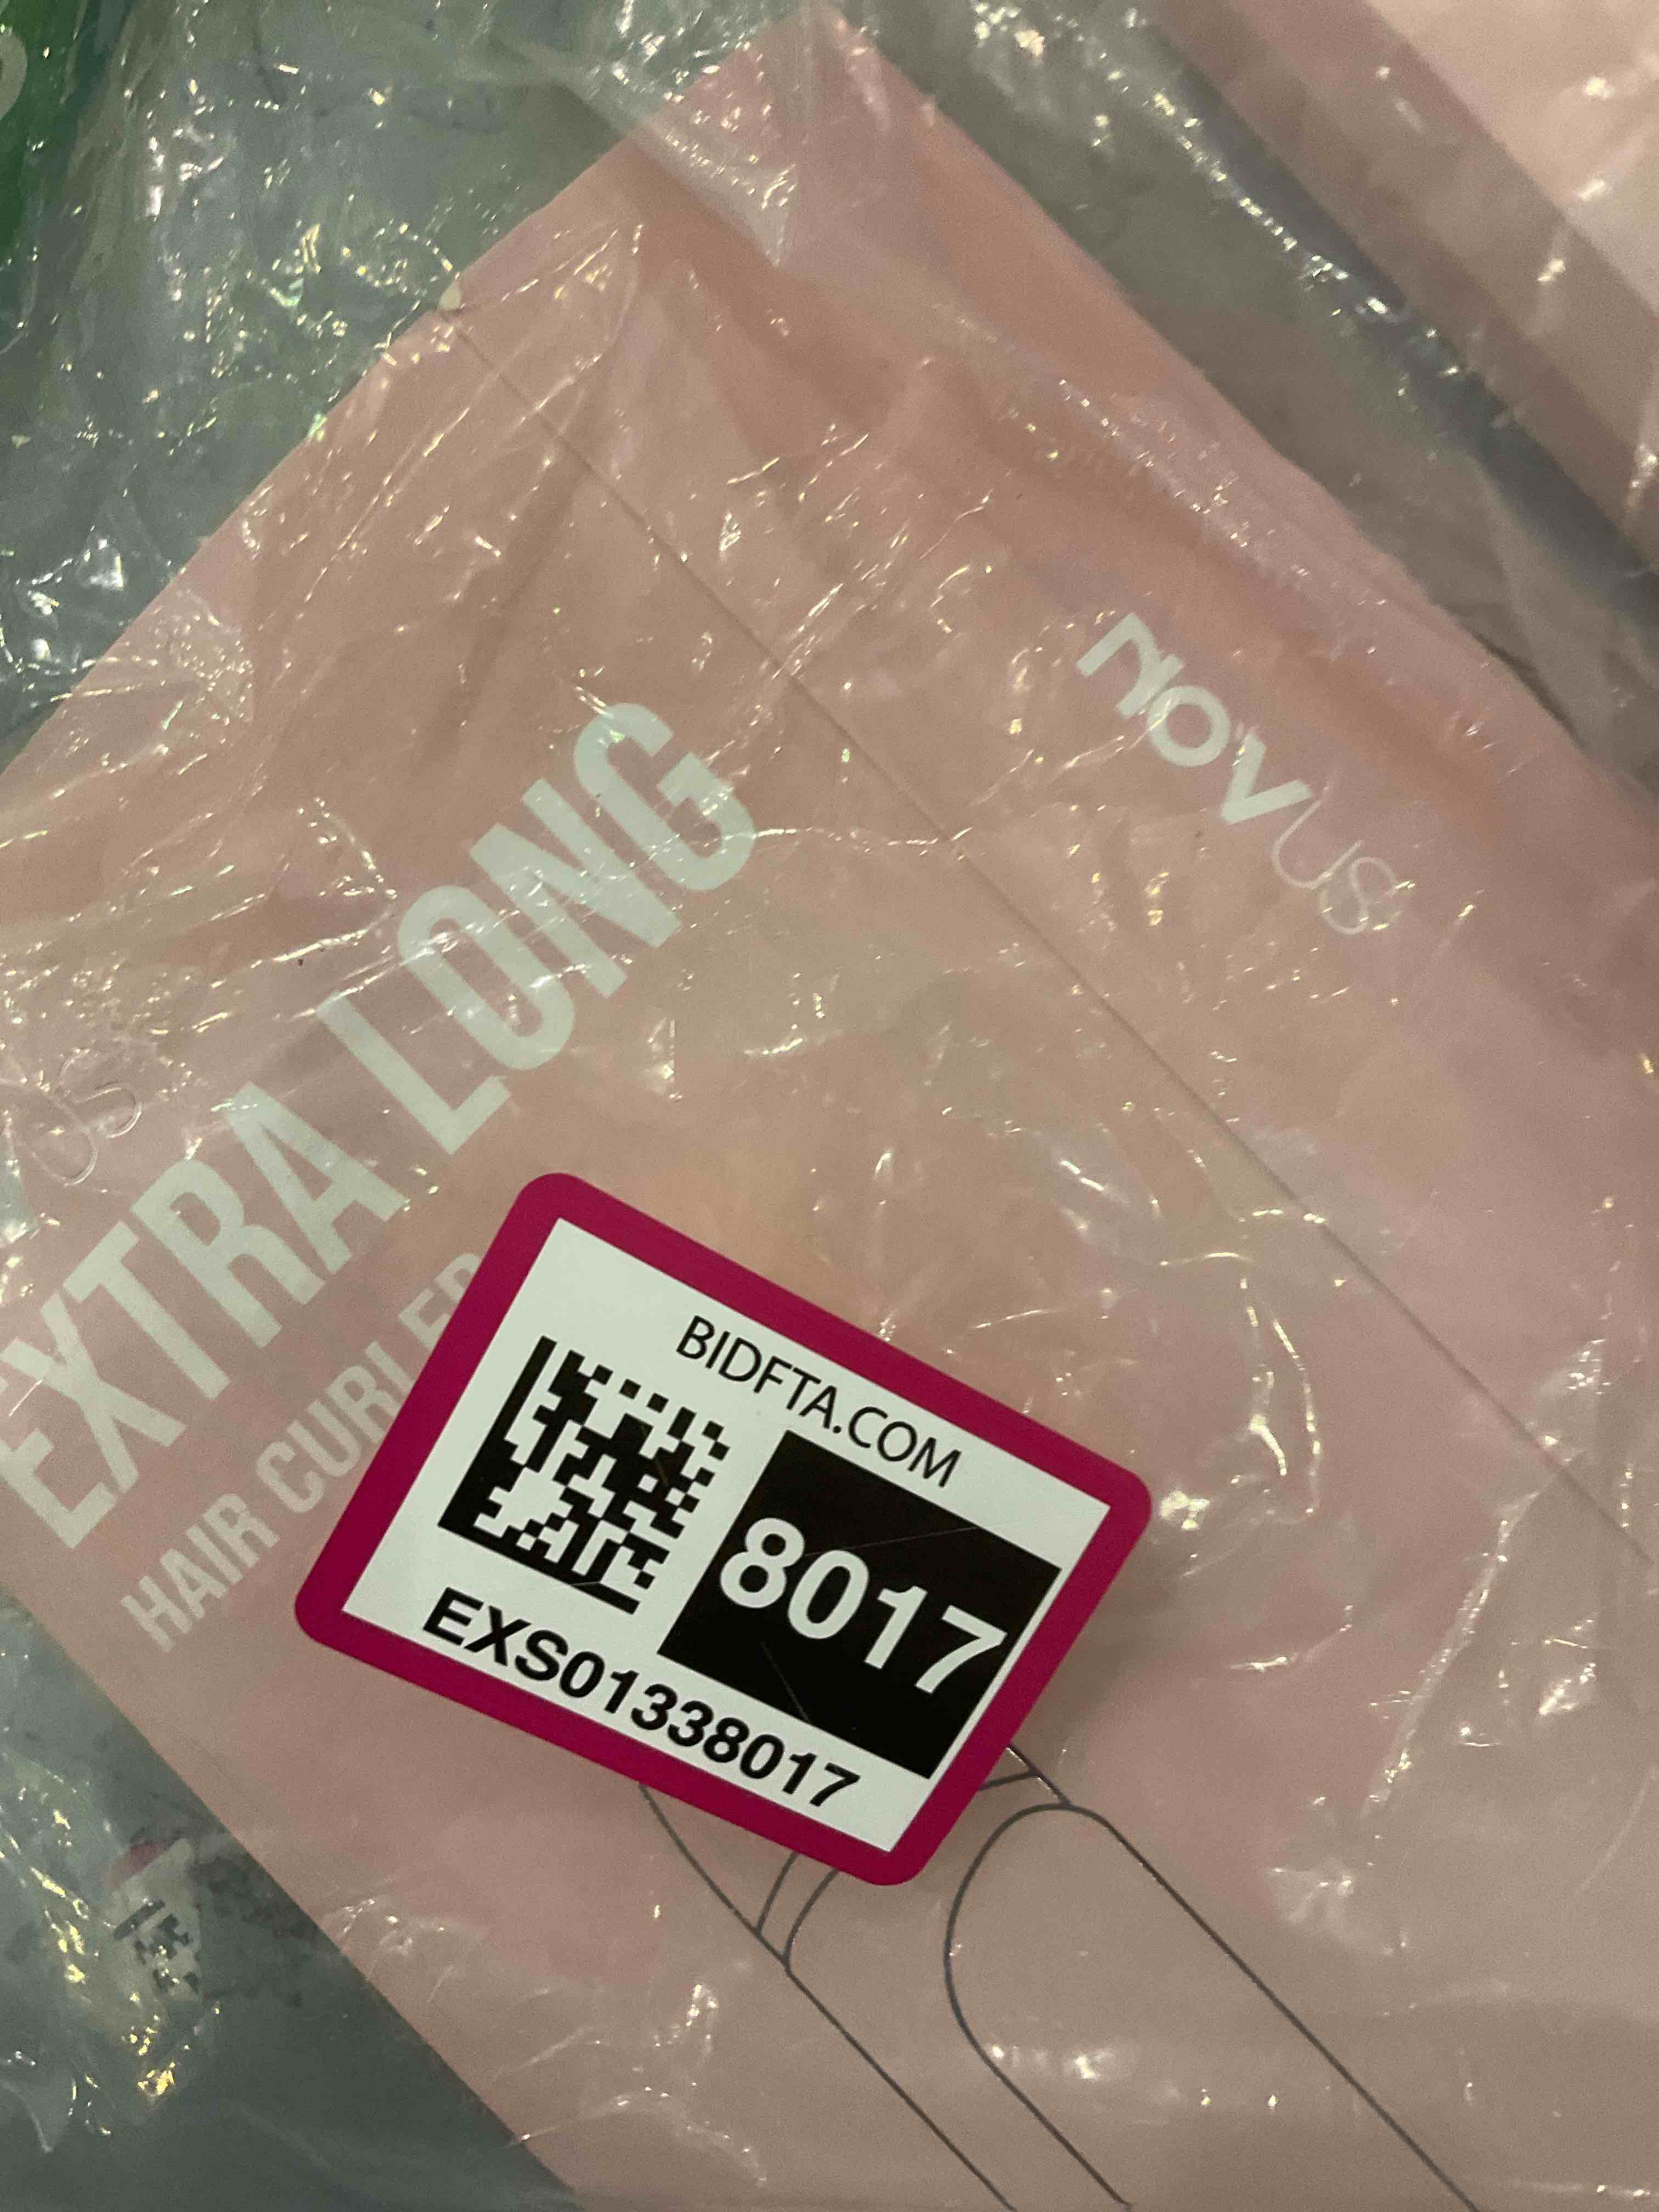 novus
EXTRA LONG
HAIR CURLER
BIDFTA.COM
8017
EXS01338017